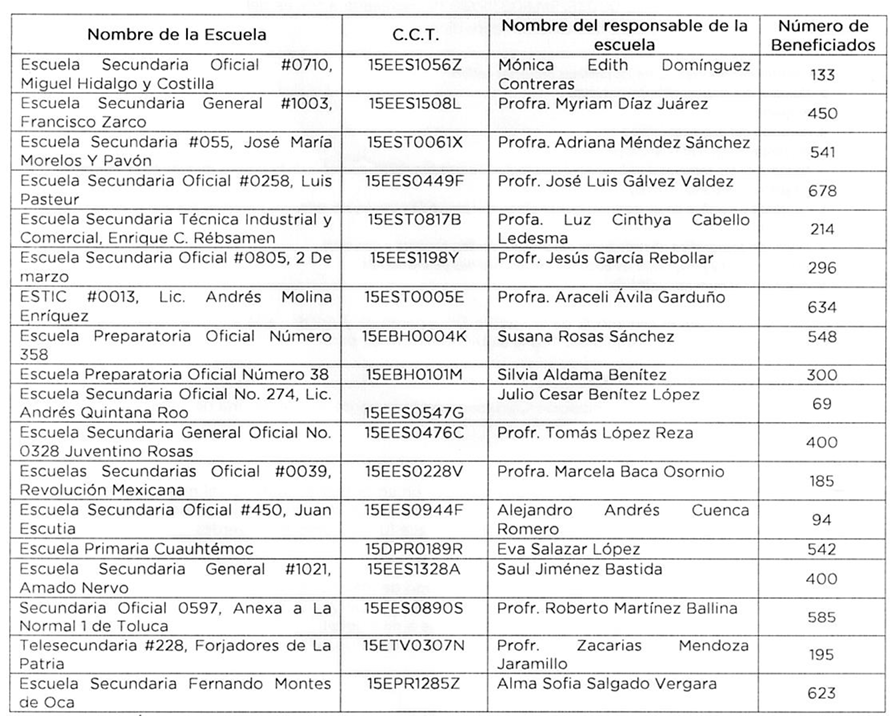 Nombre de la Escuela C.C.T. Nombre del responsable de la escuela Número de Beneficiados
Escuela Secundaria Oficial #0710, 15EES1056Z Mónica Edith Domínguez
Miguel Hidalgo y Costilla Contreras 133
Escuela Secundaria General #1003, 15EES1508L Profra. Myriam Díaz Juárez
Francisco Zarco 450
Escuela Secundaria #055, José María 15EST0061X Profra. Adriana Méndez Sánchez
Morelos Y Pavón 541
Escuela Secundaria Oficial #0258, Luis 15EES0449F Profr. José Luis Gálvez Valdez
Pasteur 678
Escuela Secundaria Técnica Industrial y 15EST0817B Profa. Luz Cinthya Cabello
Comercial, Enrique C. Rébsamen Ledesma 214
Escuela Secundaria Oficial #0805, 2 De 15EES1198Y Profr. Jesús García Rebollar
marzo 296
ESTIC #0013, Lic. Andrés Molina 15EST0005E Profra. Araceli Ávila Garduño
Enríquez 634
Escuela Preparatoria Oficial Número 15EBH0004K Susana Rosas Sánchez 548
358
Escuela Preparatoria Oficial Número 38 15EBH0101M Silvia Aldama Benítez 300
Escuela Secundaria Oficial No. 274, Lic. Julio Cesar Benítez López
Andrés Quintana Roo 15EES0547G 69
Escuela Secundaria General Oficial No. 15EES0476C Profr. Tomás López Reza
0328 Juventino Rosas 400
Escuelas Secundarias Oficial #0039, 15EES0228V Profra. Marcela Baca Osornio
Revolución Mexicana 185
Escuela Secundaria Oficial #450, Juan 15EES0944F Alejandro Andrés Cuenca
Escutia Romero 94
Escuela Primaria Cuauhtémoc 15DPR0189R Eva Salazar López 542
Escuela Secundaria General #1021, 15EES1328A Saul Jiménez Bastida
Amado Nervo 400
Secundaria Oficial 0597, Anexa a La 15EES0890S Profr. Roberto Martínez Ballina
Normal 1 de Toluca 585
Telesecundaria #228, Forjadores de La 15ETV0307N Profr. Zacarias Mendoza
Patria Jaramillo 195
Escuela Secundaria Fernando Montes 15EPR1285Z Alma Sofia Salgado Vergara
de Oca 623